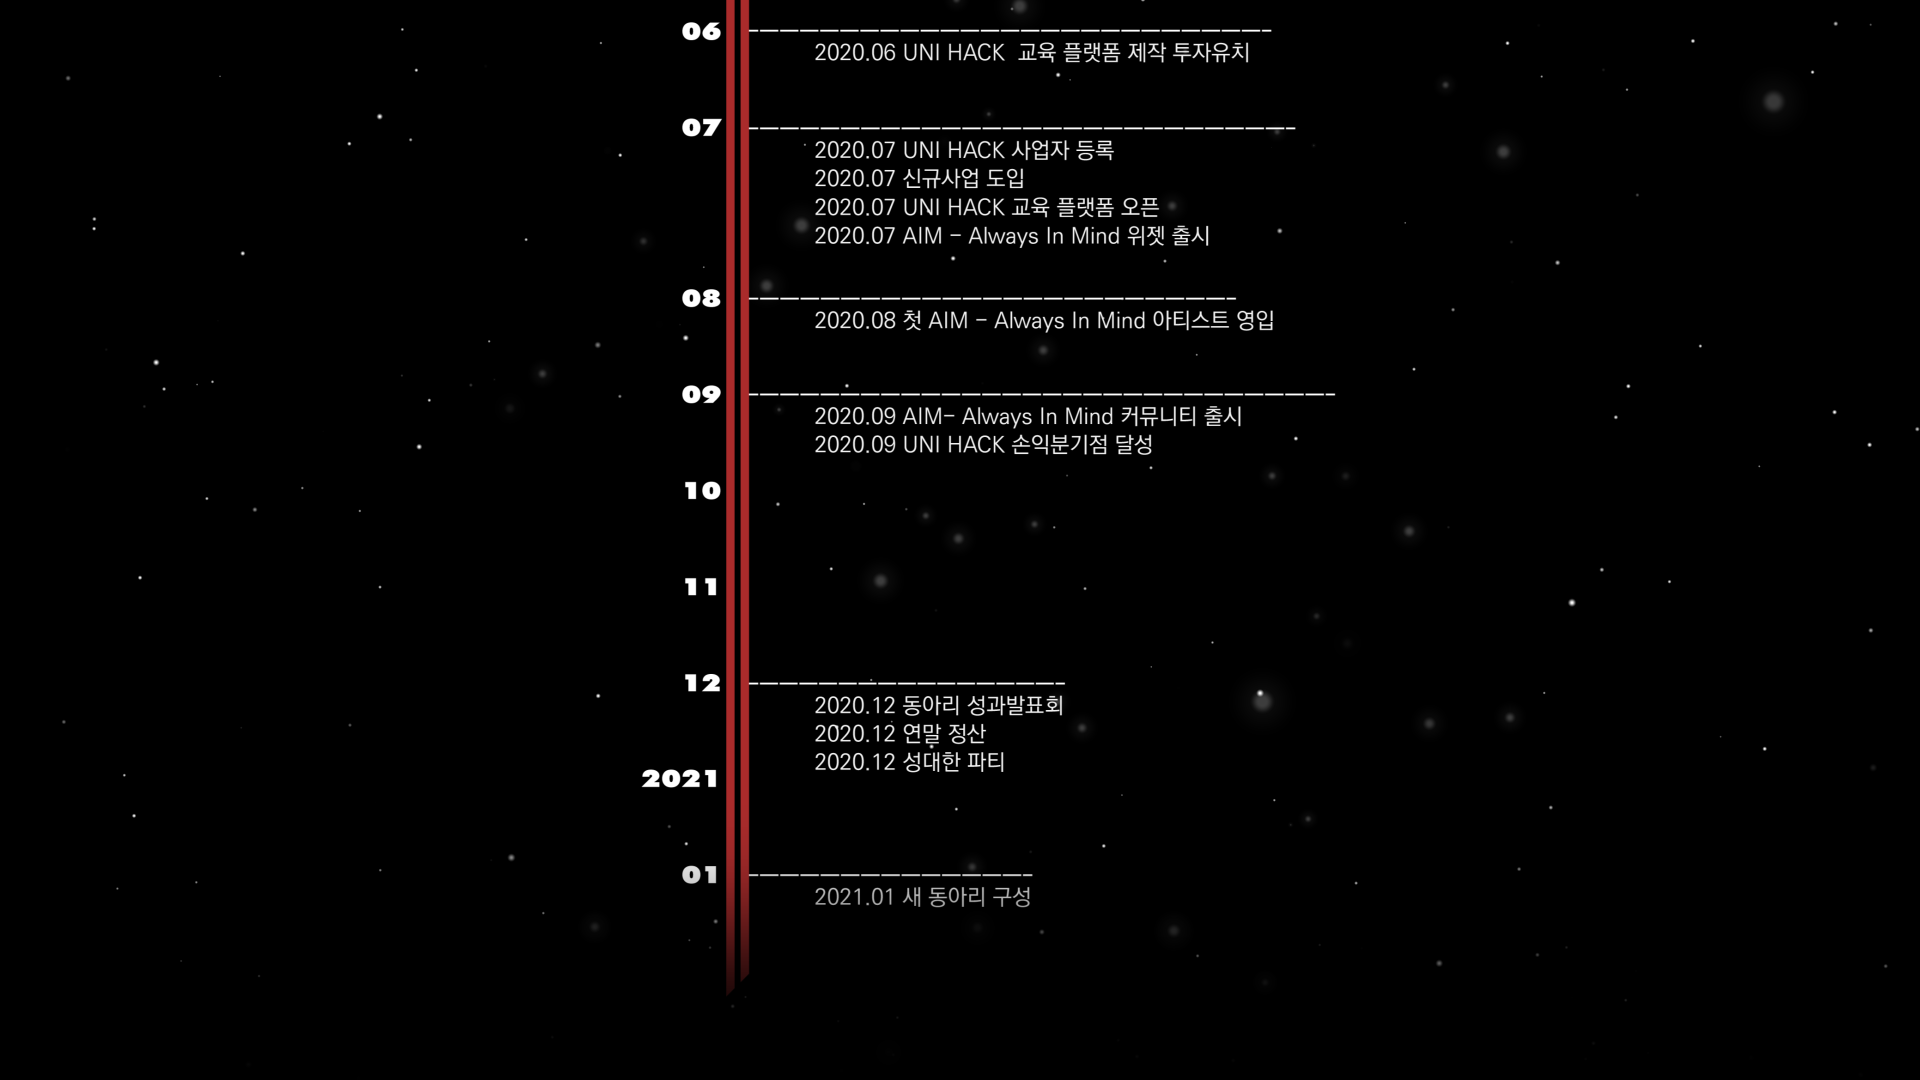 06
2020.06 UNI HACK 교육 플랫폼 제작 투자유치
07
2020.07 UNI HACK 사업자 등록
2020.07 신규사업 도입
2020.07 UNI HACK 교육 플랫폼 오픈
2020.07 AIM - Always In Mind 위젯 출시
08
2020.08 첫 AIM - Always In Mind 아티스트 영입
09
2020.09 AIM- Always In Mind 커뮤니티 출시
2020.09 UNI HACK 손익분기점 달성
10
11
12
2020.12 동아리 성과발표회
2020.12 연말 정산
2020.12 성대한 파티
2021
01
2021.01 새 동아리 구성